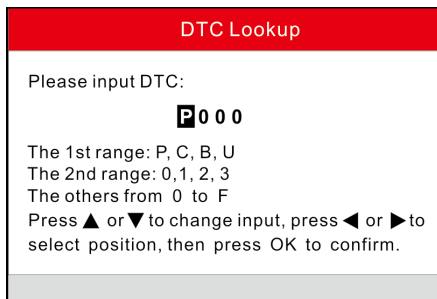 DTC Lookup
Please input DTC:
P000
The 1st range: P, C, B, U
The 2nd range: 0,1, 2, 3
The others from 0 to F
Press ▲ or ▼ to change input, press ◀ or ▶ to
select position, then press OK to confirm.